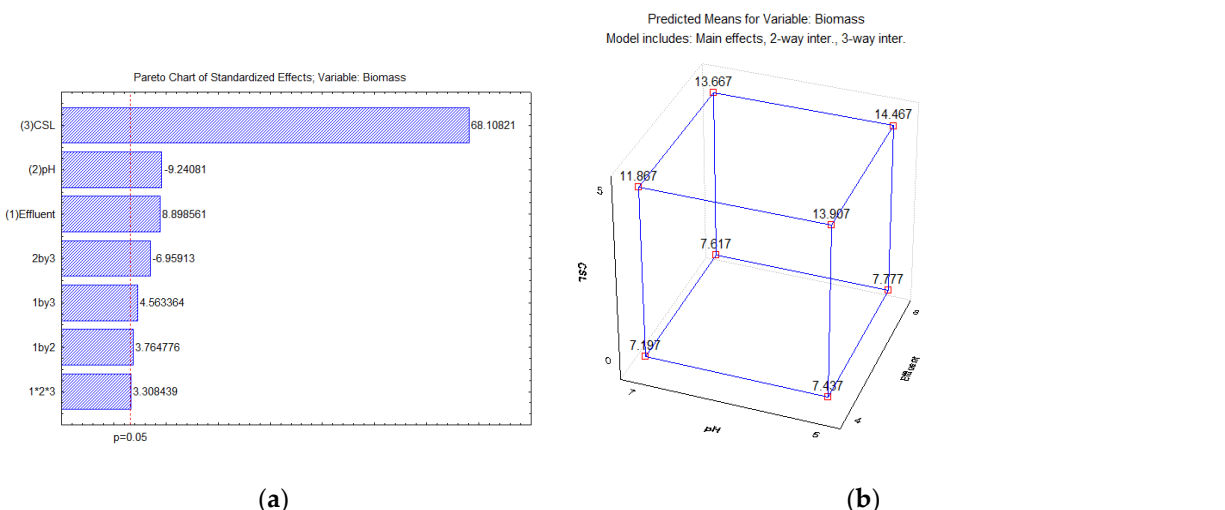 Pareto Chart of Standardized Effects; Variable: Biomass
(3)CSL
68.10821
(2)pH
-9.24081
(1)Effluent
8.898561
2by3
-6.95913
1by3
4.563364
1by2
3.764776
1*2*3
3.308439
p=0.05
(a)
Predicted Means for Variable: Biomass
Model includes: Main effects, 2-way inter., 3-way inter.
13.667
14.467
5
11.867
13.907
CSL
7.617
7.777
8
Effluent
0
7.197
7.437
7
4
pH
(b)